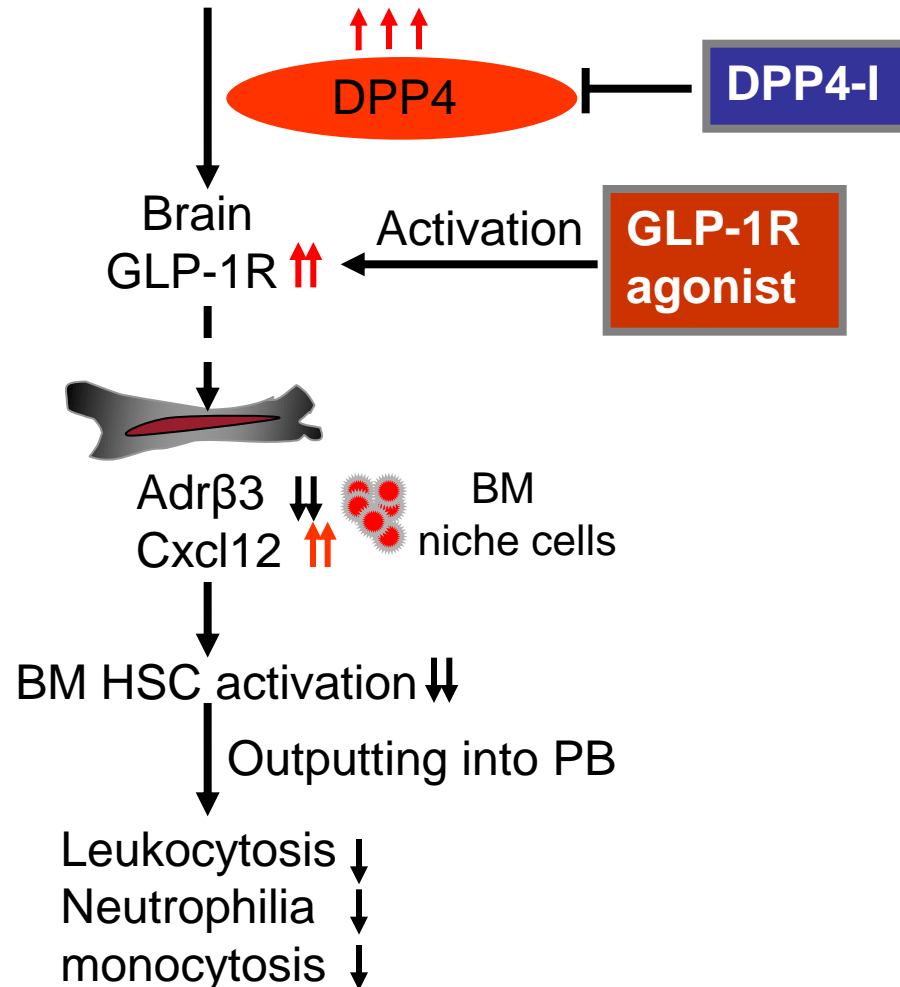 DPP4
DPP4-I
Brain
GLP-1R
Activation
GLP-1R
agonist
Adrβ3
Cxcl12
BM
niche cells
BM HSC activation
Outputting into PB
Leukocytosis
Neutrophilia
monocytosis